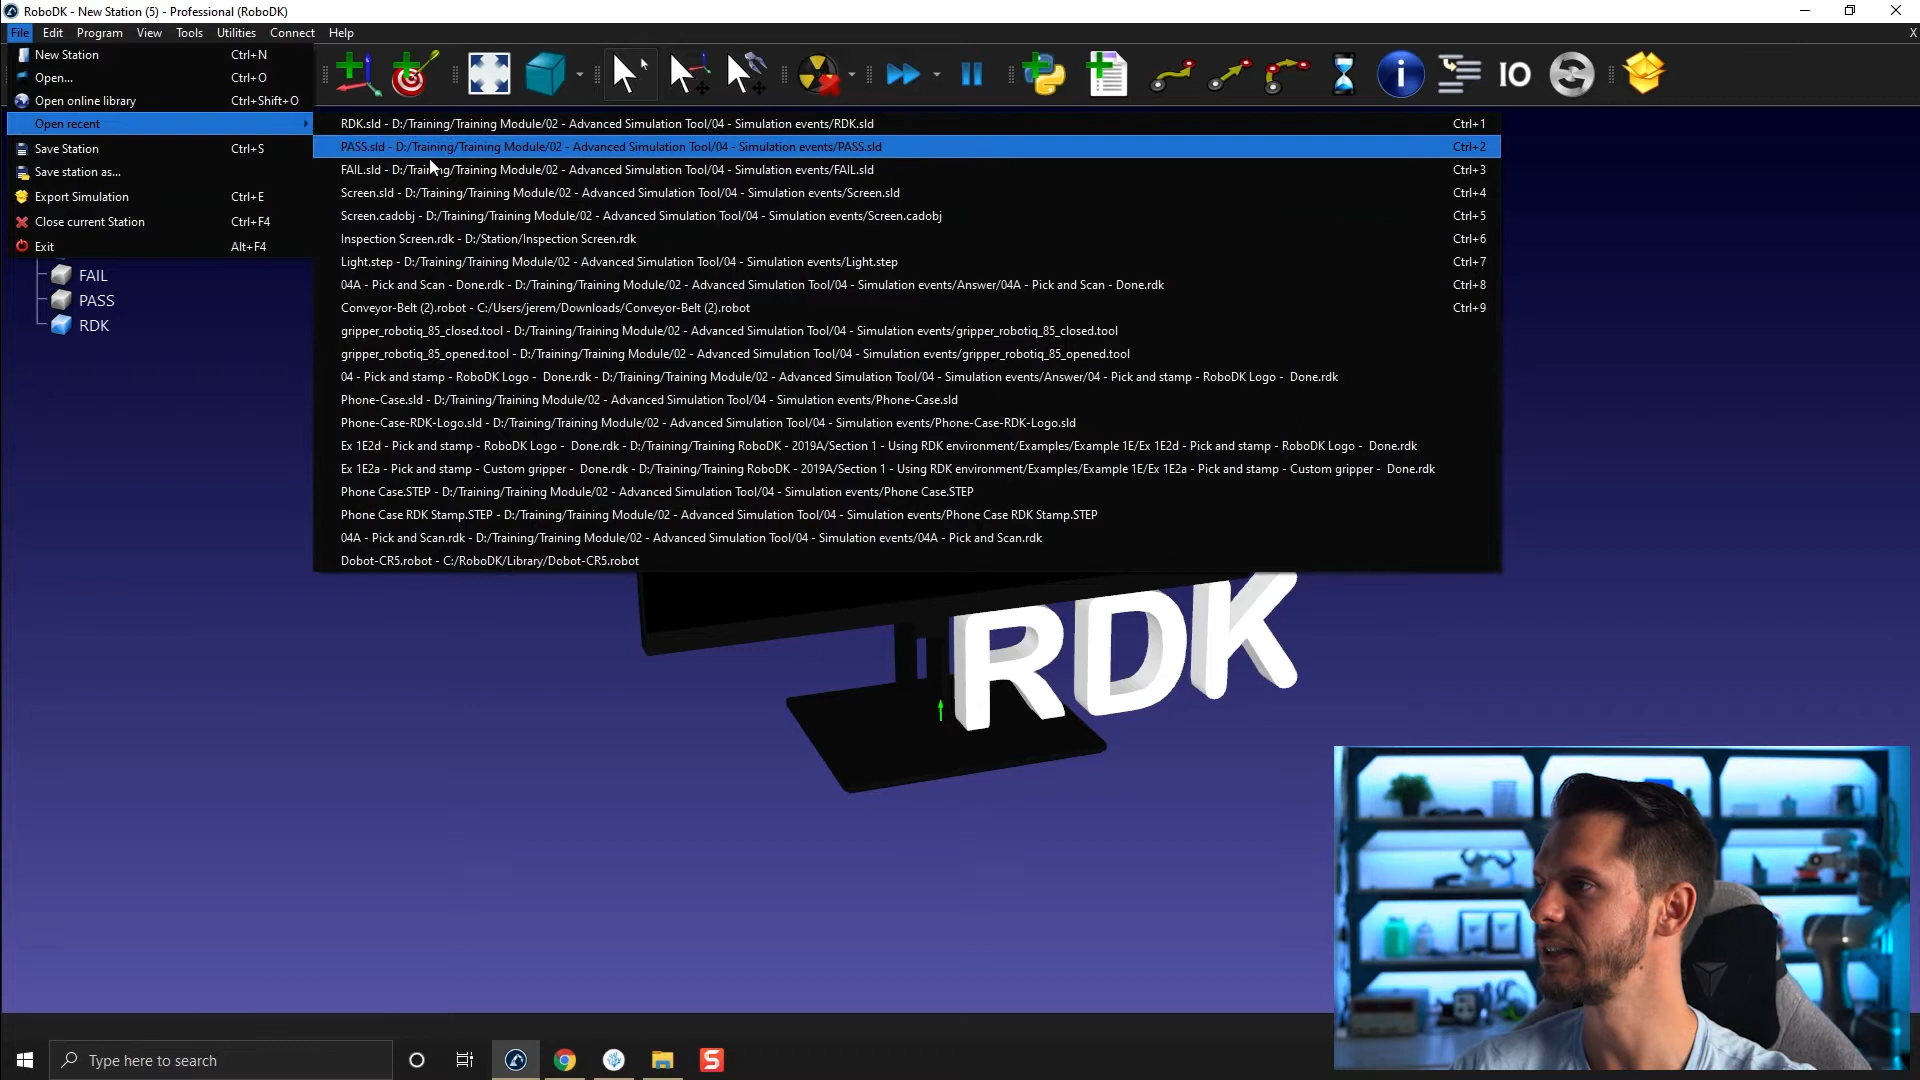 RoboDK - New Station (5) - Professional (RoboDK)
File Edit Program View Tools Utilities Connect Help X
New Station Ctrl+N
Open... Ctrl+O
Open online library Ctrl+Shift+O
Open recent
Save Station Ctrl+S
Save station as...
Export Simulation Ctrl+E
Close current Station Ctrl+F4
Exit Alt+F4
IO
RDK.sld - D:/Training/Training Module/02 - Advanced Simulation Tool/04 - Simulation events/RDK.sld Ctrl+1
PASS.sld - D:/Training/Training Module/02 - Advanced Simulation Tool/04 - Simulation events/PASS.sld Ctrl+2
FAIL.sld - D:/Training/Training Module/02 - Advanced Simulation Tool/04 - Simulation events/FAIL.sld Ctrl+3
Screen.sld - D:/Training/Training Module/02 - Advanced Simulation Tool/04 - Simulation events/Screen.sld Ctrl+4
Screen.cadobj - D:/Training/Training Module/02 - Advanced Simulation Tool/04 - Simulation events/Screen.cadobj Ctrl+5
Inspection Screen.rdk - D:/Station/Inspection Screen.rdk Ctrl+6
Light.step - D:/Training/Training Module/02 - Advanced Simulation Tool/04 - Simulation events/Light.step Ctrl+7
04A - Pick and Scan - Done.rdk - D:/Training/Training Module/02 - Advanced Simulation Tool/04 - Simulation events/Answer/04A - Pick and Scan - Done.rdk Ctrl+8
Conveyor-Belt (2).robot - C:/Users/jerem/Downloads/Conveyor-Belt (2).robot Ctrl+9
gripper_robotiq_85_closed.tool - D:/Training/Training Module/02 - Advanced Simulation Tool/04 - Simulation events/gripper_robotiq_85_closed.tool
gripper_robotiq_85_opened.tool - D:/Training/Training Module/02 - Advanced Simulation Tool/04 - Simulation events/gripper_robotiq_85_opened.tool
04 - Pick and stamp - RoboDK Logo -  Done.rdk - D:/Training/Training Module/02 - Advanced Simulation Tool/04 - Simulation events/Answer/04 - Pick and stamp - RoboDK Logo -  Done.rdk
Phone-Case.sld - D:/Training/Training Module/02 - Advanced Simulation Tool/04 - Simulation events/Phone-Case.sld
Phone-Case-RDK-Logo.sld - D:/Training/Training Module/02 - Advanced Simulation Tool/04 - Simulation events/Phone-Case-RDK-Logo.sld
Ex 1E2d - Pick and stamp - RoboDK Logo -  Done.rdk - D:/Training/Training RoboDK - 2019A/Section 1 - Using RDK environment/Examples/Example 1E/Ex 1E2d - Pick and stamp - RoboDK Logo -  Done.rdk
Ex 1E2a - Pick and stamp - Custom gripper -  Done.rdk - D:/Training/Training RoboDK - 2019A/Section 1 - Using RDK environment/Examples/Example 1E/Ex 1E2a - Pick and stamp - Custom gripper -  Done.rdk
Phone Case.STEP - D:/Training/Training Module/02 - Advanced Simulation Tool/04 - Simulation events/Phone Case.STEP
Phone Case RDK Stamp.STEP - D:/Training/Training Module/02 - Advanced Simulation Tool/04 - Simulation events/Phone Case RDK Stamp.STEP
04A - Pick and Scan.rdk - D:/Training/Training Module/02 - Advanced Simulation Tool/04 - Simulation events/04A - Pick and Scan.rdk
Dobot-CR5.robot - C:/RoboDK/Library/Dobot-CR5.robot
FAIL
PASS
RDK
RDK
Type here to search
S